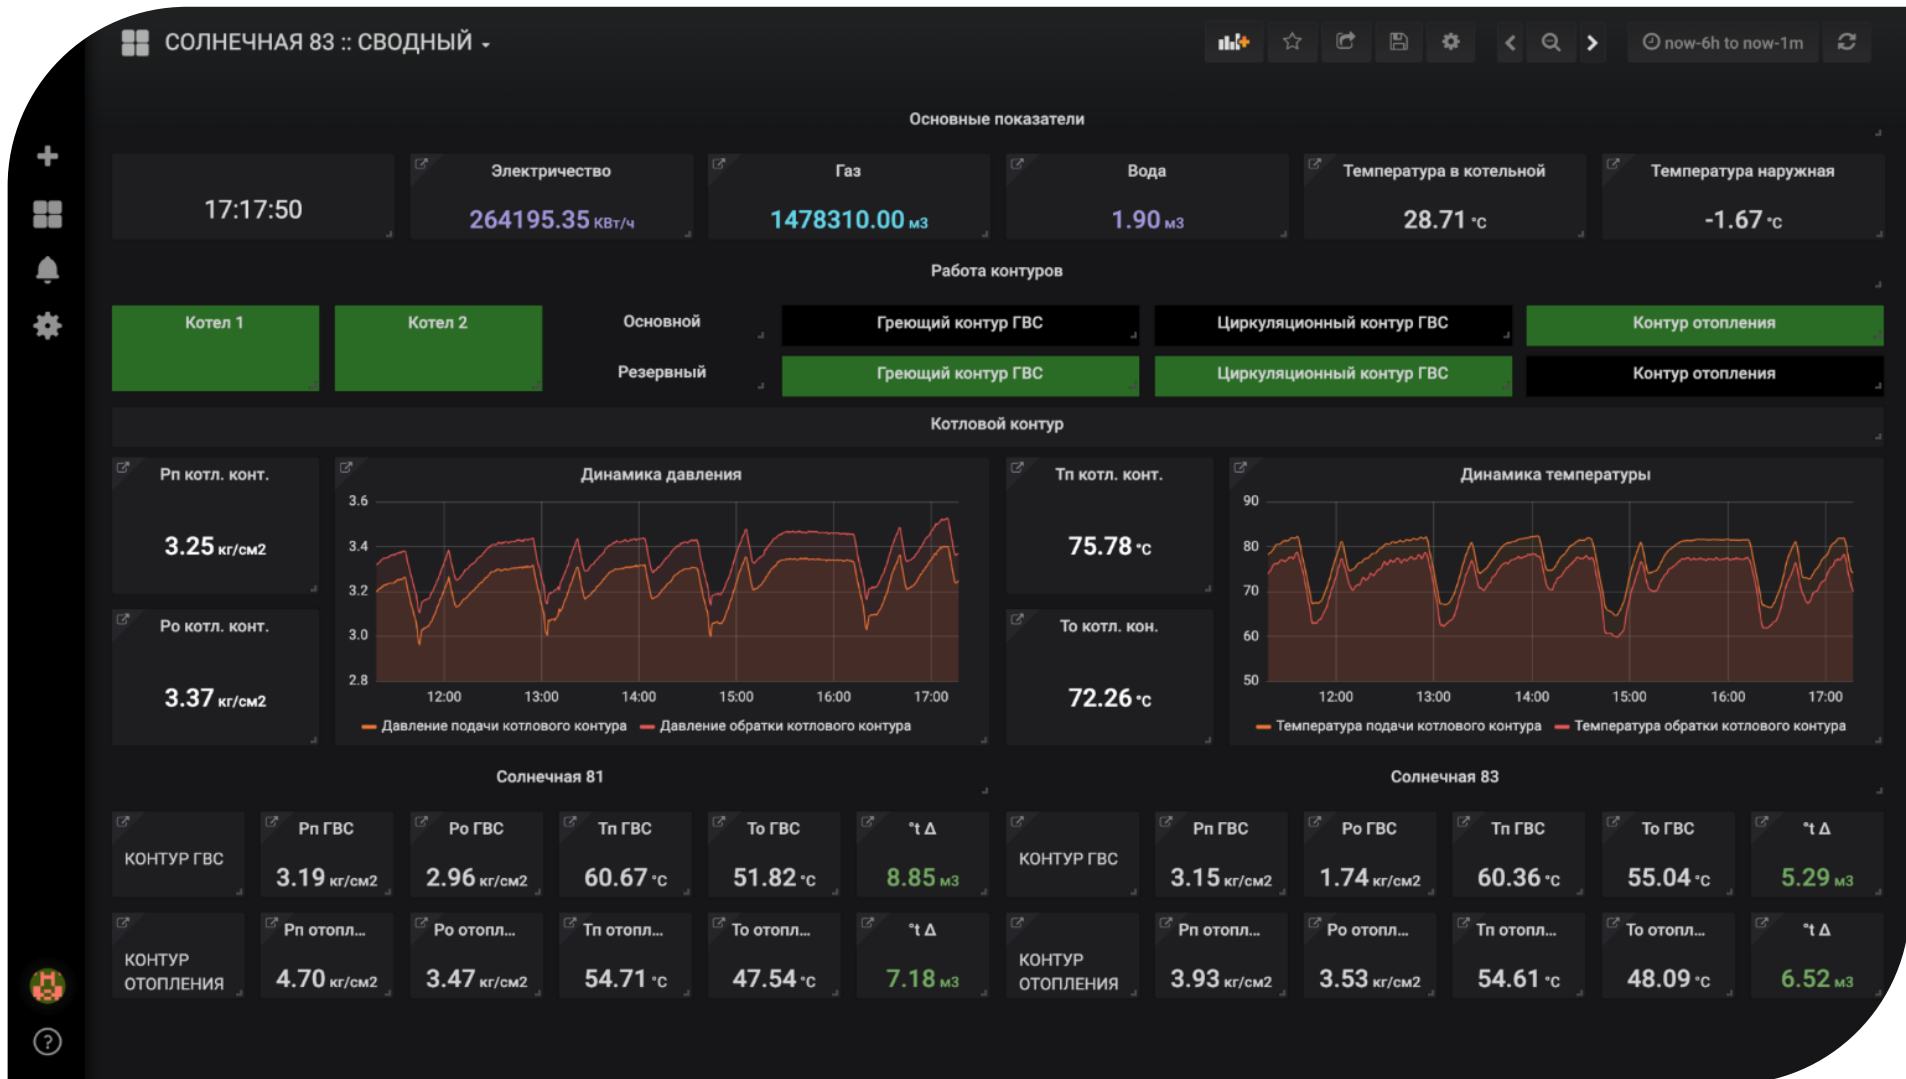 СОЛНЕЧНАЯ 83 :: СВОДНЫЙ
now-6h to now-1m
Основные показатели
17:17:50
Электричество
264195.35 КВт/ч
Газ
1478310.00 м3
Вода
1.90 м3
Температура в котельной
28.71 °C
Температура наружная
-1.67 °C
Работа контуров
Котел 1
Котел 2
Основной
Греющий контур ГВС
Циркуляционный контур ГВС
Контур отопления
Резервный
Греющий контур ГВС
Циркуляционный контур ГВС
Контур отопления
Котловой контур
Рп котл. конт.
3.25 кг/см2
Ро котл. конт.
3.37 кг/см2
Динамика давления
3.6
3.4
3.2
3.0
2.8
12:00 13:00 14:00 15:00 16:00 17:00
Давление подачи котлового контура Давление обратки котлового контура
Тп котл. конт.
75.78 °C
То котл. кон.
72.26 °C
Динамика температуры
90
80
70
60
50
12:00 13:00 14:00 15:00 16:00 17:00
Температура подачи котлового контура Температура обратки котлового контура
Солнечная 81
КОНТУР ГВС
Рп ГВС
3.19 кг/см2
Ро ГВС
2.96 кг/см2
Тп ГВС
60.67 °C
То ГВС
51.82 °C
°t Δ
8.85 м3
КОНТУР
ОТОПЛЕНИЯ
Рп отопл...
4.70 кг/см2
Ро отопл...
3.47 кг/см2
Тп отопл...
54.71 °C
То отопл...
47.54 °C
°t Δ
7.18 м3
Солнечная 83
КОНТУР ГВС
Рп ГВС
3.15 кг/см2
Ро ГВС
1.74 кг/см2
Тп ГВС
60.36 °C
То ГВС
55.04 °C
°t Δ
5.29 м3
КОНТУР
ОТОПЛЕНИЯ
Рп отопл...
3.93 кг/см2
Ро отопл...
3.53 кг/см2
Тп отопл...
54.61 °C
То отопл...
48.09 °C
°t Δ
6.52 м3